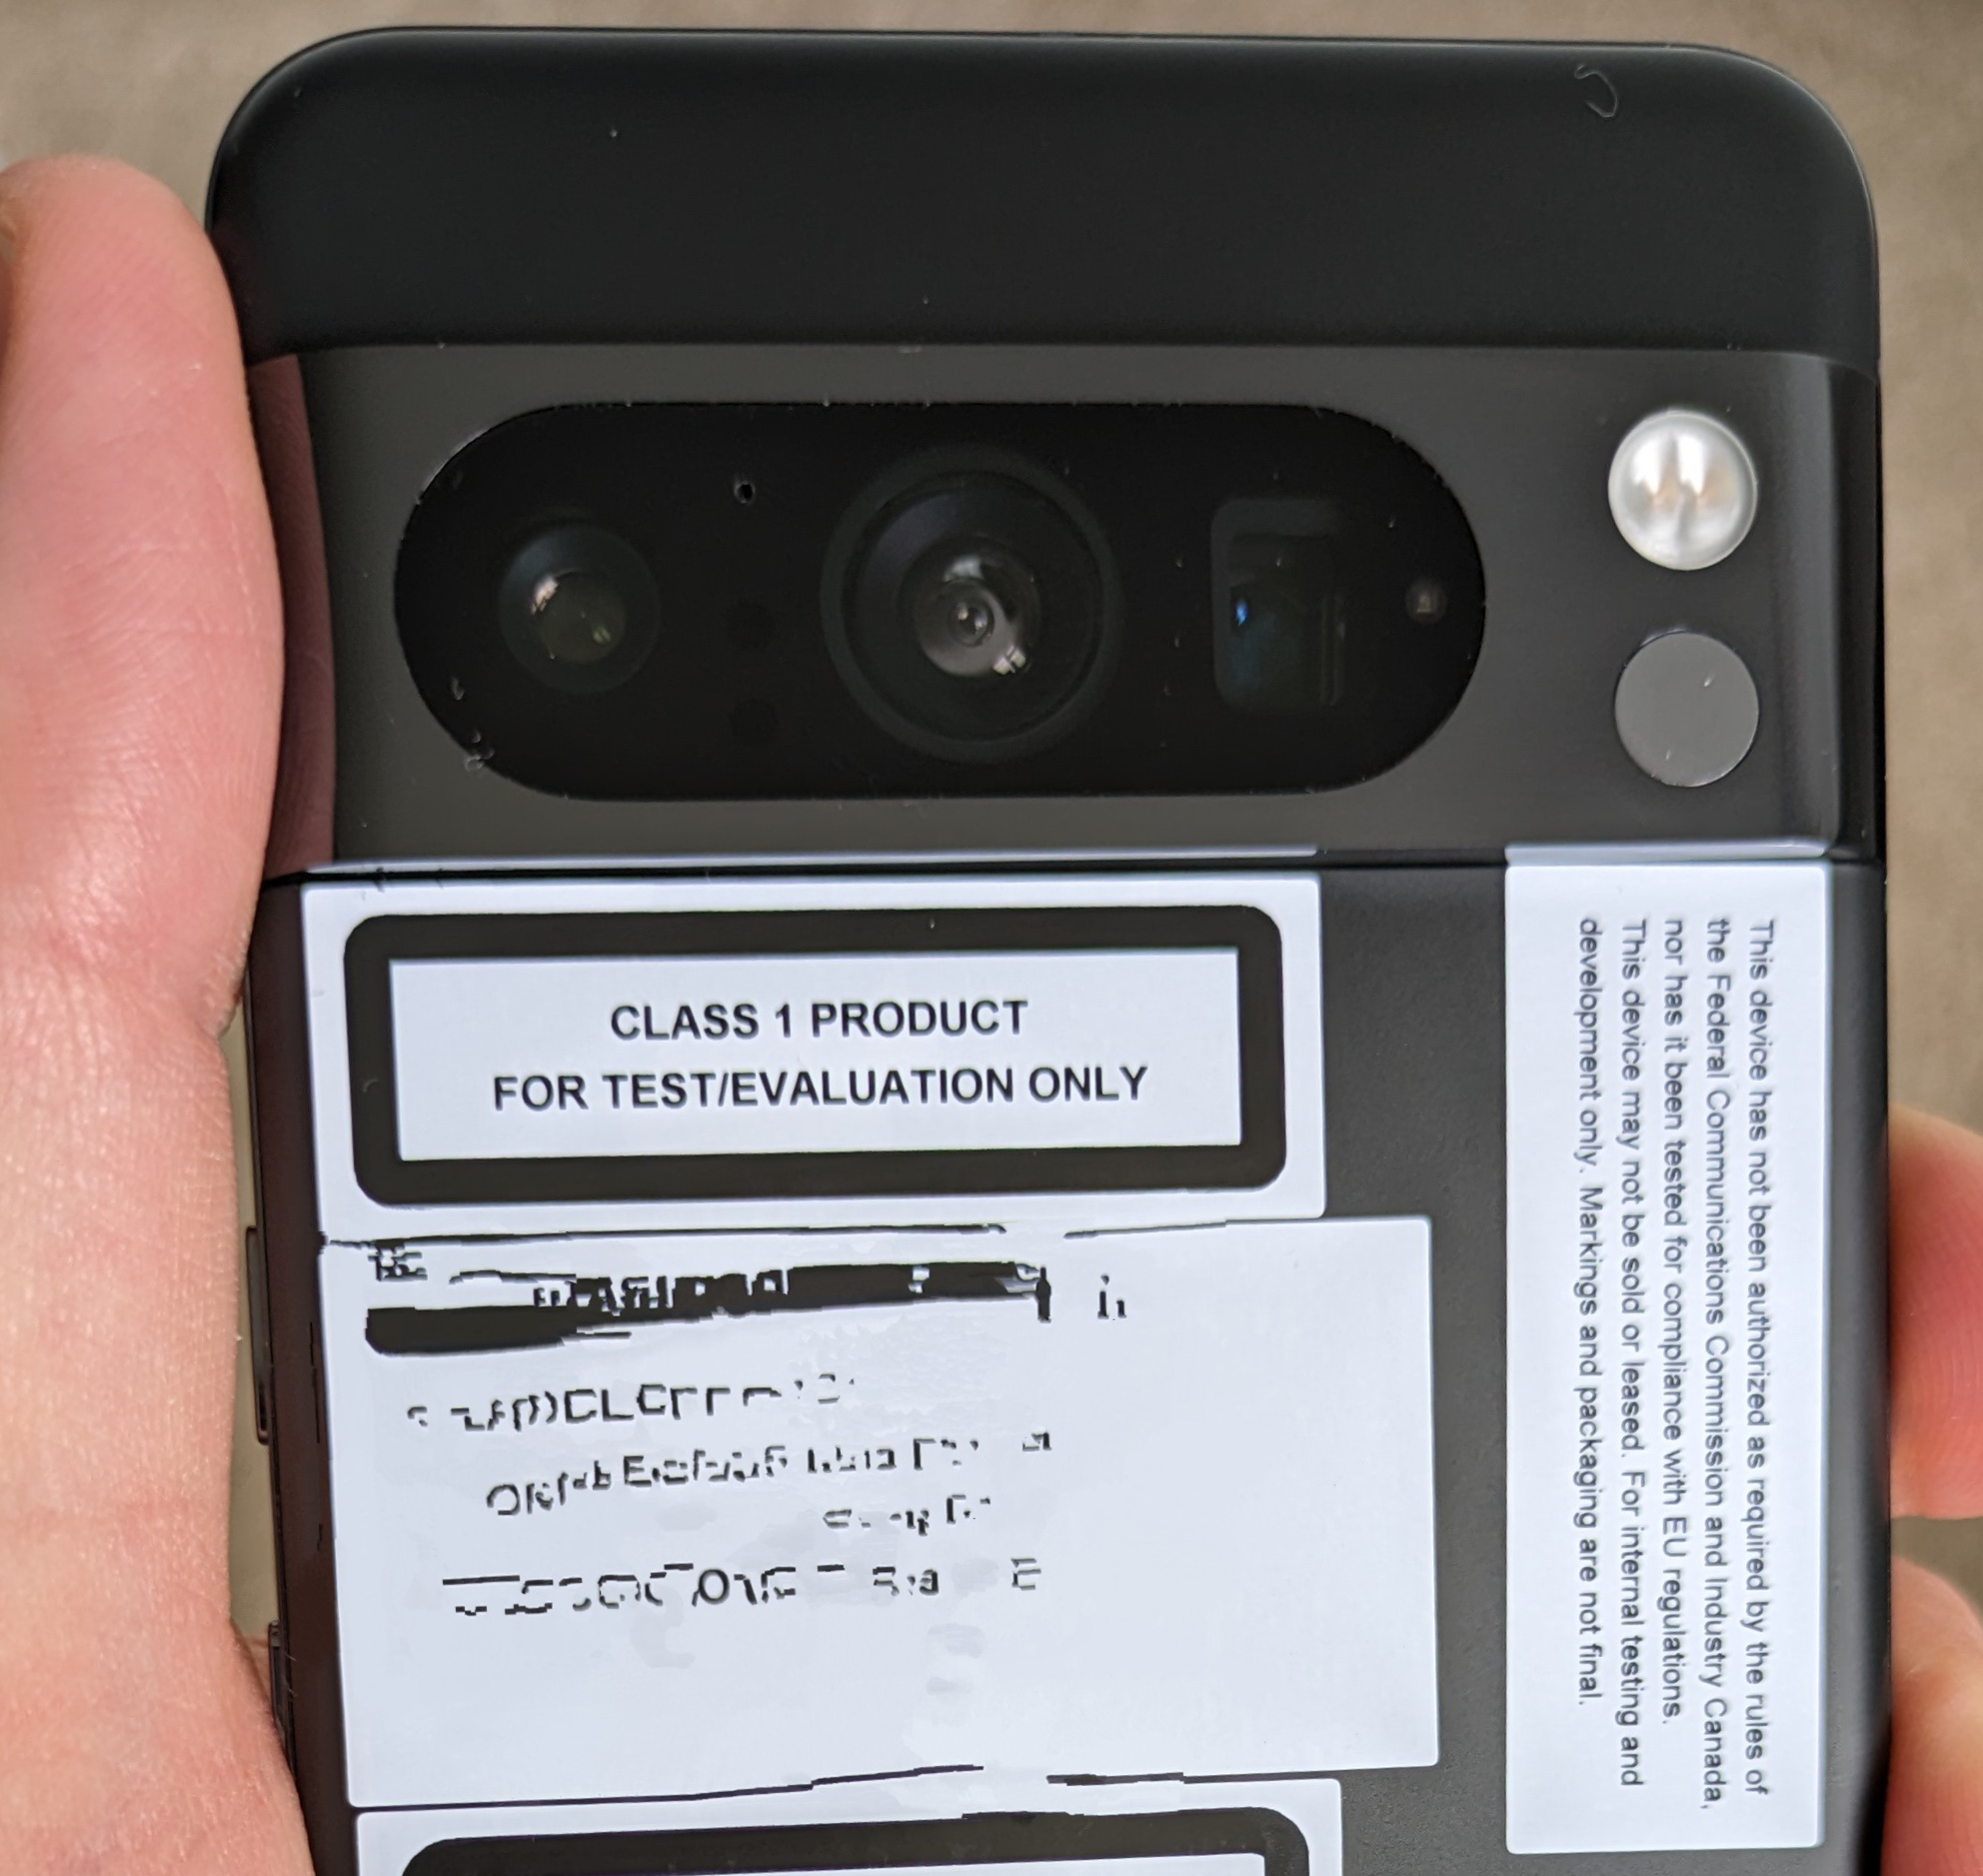 CLASS 1 PRODUCT
FOR TEST/EVALUATION ONLY
This device has not been authorized as required by the rules of
the Federal Communications Commission and Industry Canada,
nor has it been tested for compliance with EU regulations.
This device may not be sold or leased. For internal testing and
development only. Markings and packaging are not final.